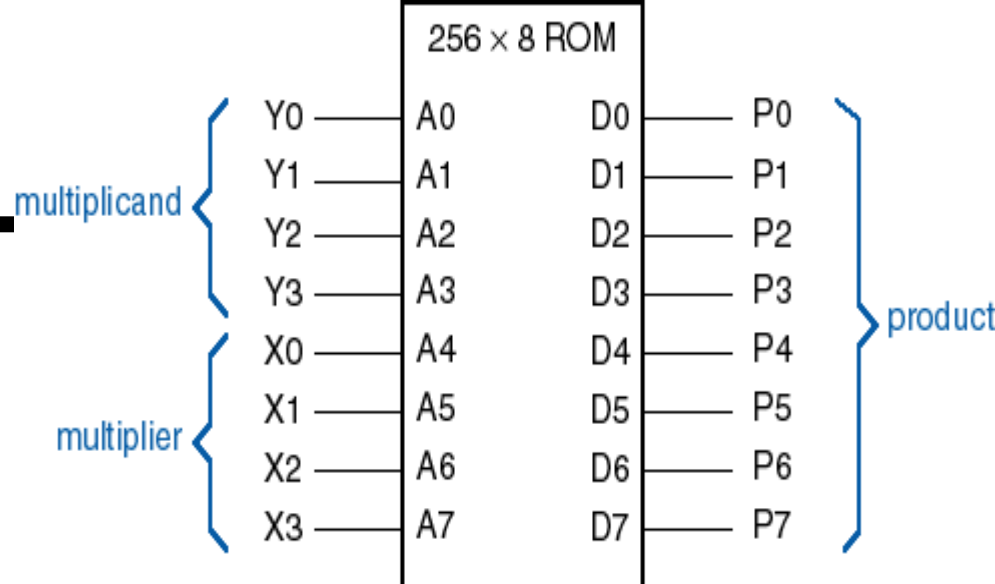 256 × 8 ROM
Y0 A0 D0 P0
Y1 A1 D1 P1
multiplicand
Y2 A2 D2 P2
Y3 A3 D3 P3
product
X0 A4 D4 P4
X1 A5 D5 P5
multiplier
X2 A6 D6 P6
X3 A7 D7 P7